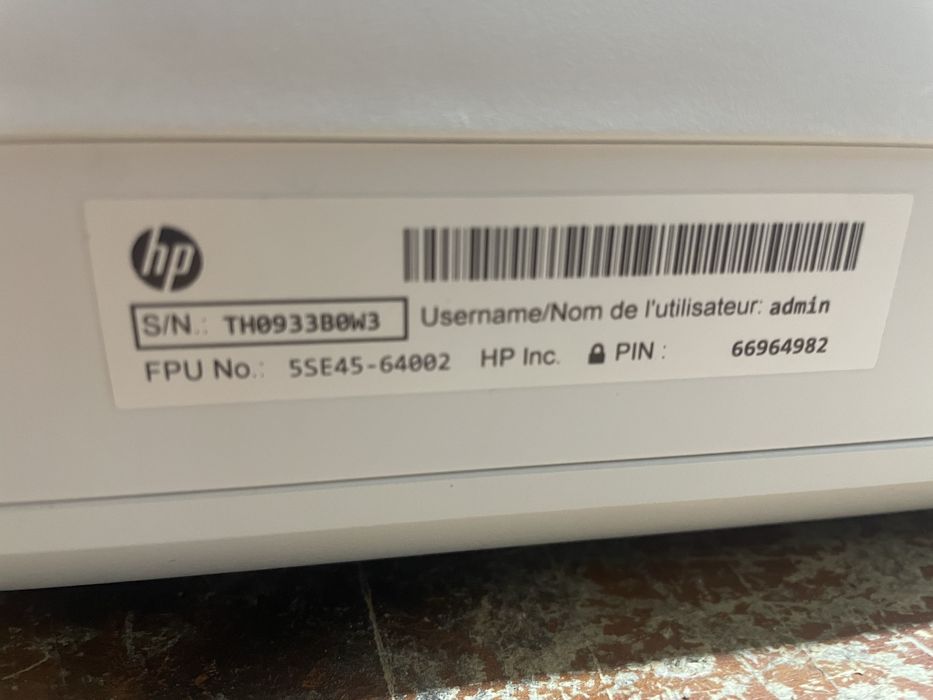 hp
S/N.: TH0933B0W3 Username/Nom de l'utilisateur: admin
FPU No.: 5SE45-64002 HP Inc. PIN : 66964982